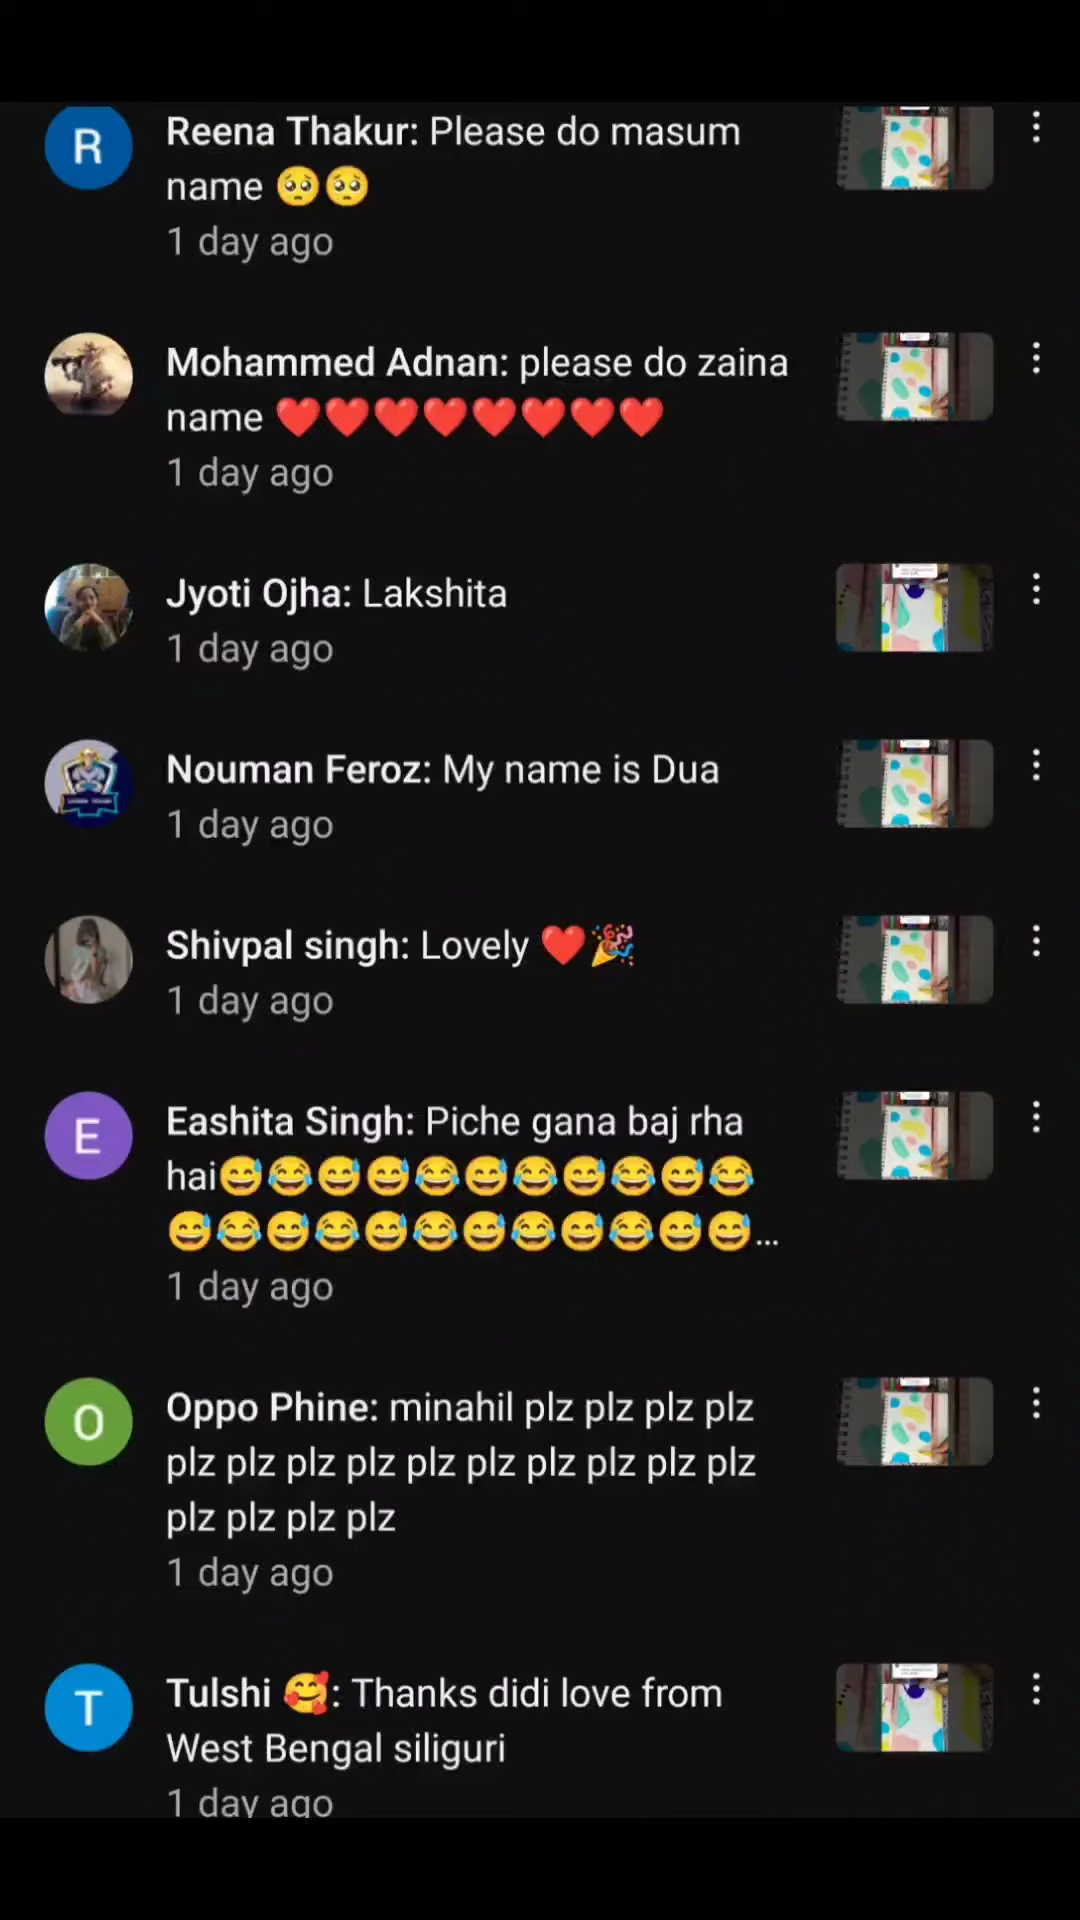 R
Reena Thakur: Please do masum
name 🥺🥺
1 day ago
Mohammed Adnan: please do zaina
name ❤️❤️❤️❤️❤️❤️❤️❤️
1 day ago
Jyoti Ojha: Lakshita
1 day ago
Nouman Feroz: My name is Dua
1 day ago
Shivpal singh: Lovely ❤️🎉
1 day ago
E
Eashita Singh: Piche gana baj rha
hai😅😂😅😅😂😅😂😅😂😅😂
😅😂😅😂😅😂😅😂😅😂😅😅...
1 day ago
O
Oppo Phine: minahil plz plz plz plz
plz plz plz plz plz plz plz plz plz plz
plz plz plz plz
1 day ago
T
Tulshi 🥰: Thanks didi love from
West Bengal siliguri
1 day ago